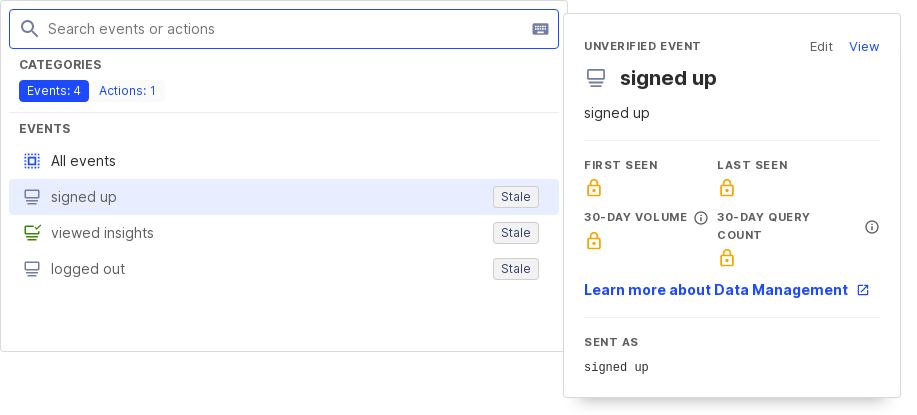 Search events or actions
CATEGORIES
Events: 4 Actions: 1
EVENTS
All events
signed up Stale
viewed insights Stale
logged out Stale
UNVERIFIED EVENT Edit View
signed up
signed up
FIRST SEEN LAST SEEN
30-DAY VOLUME 30-DAY QUERY
COUNT
Learn more about Data Management
SENT AS
signed up